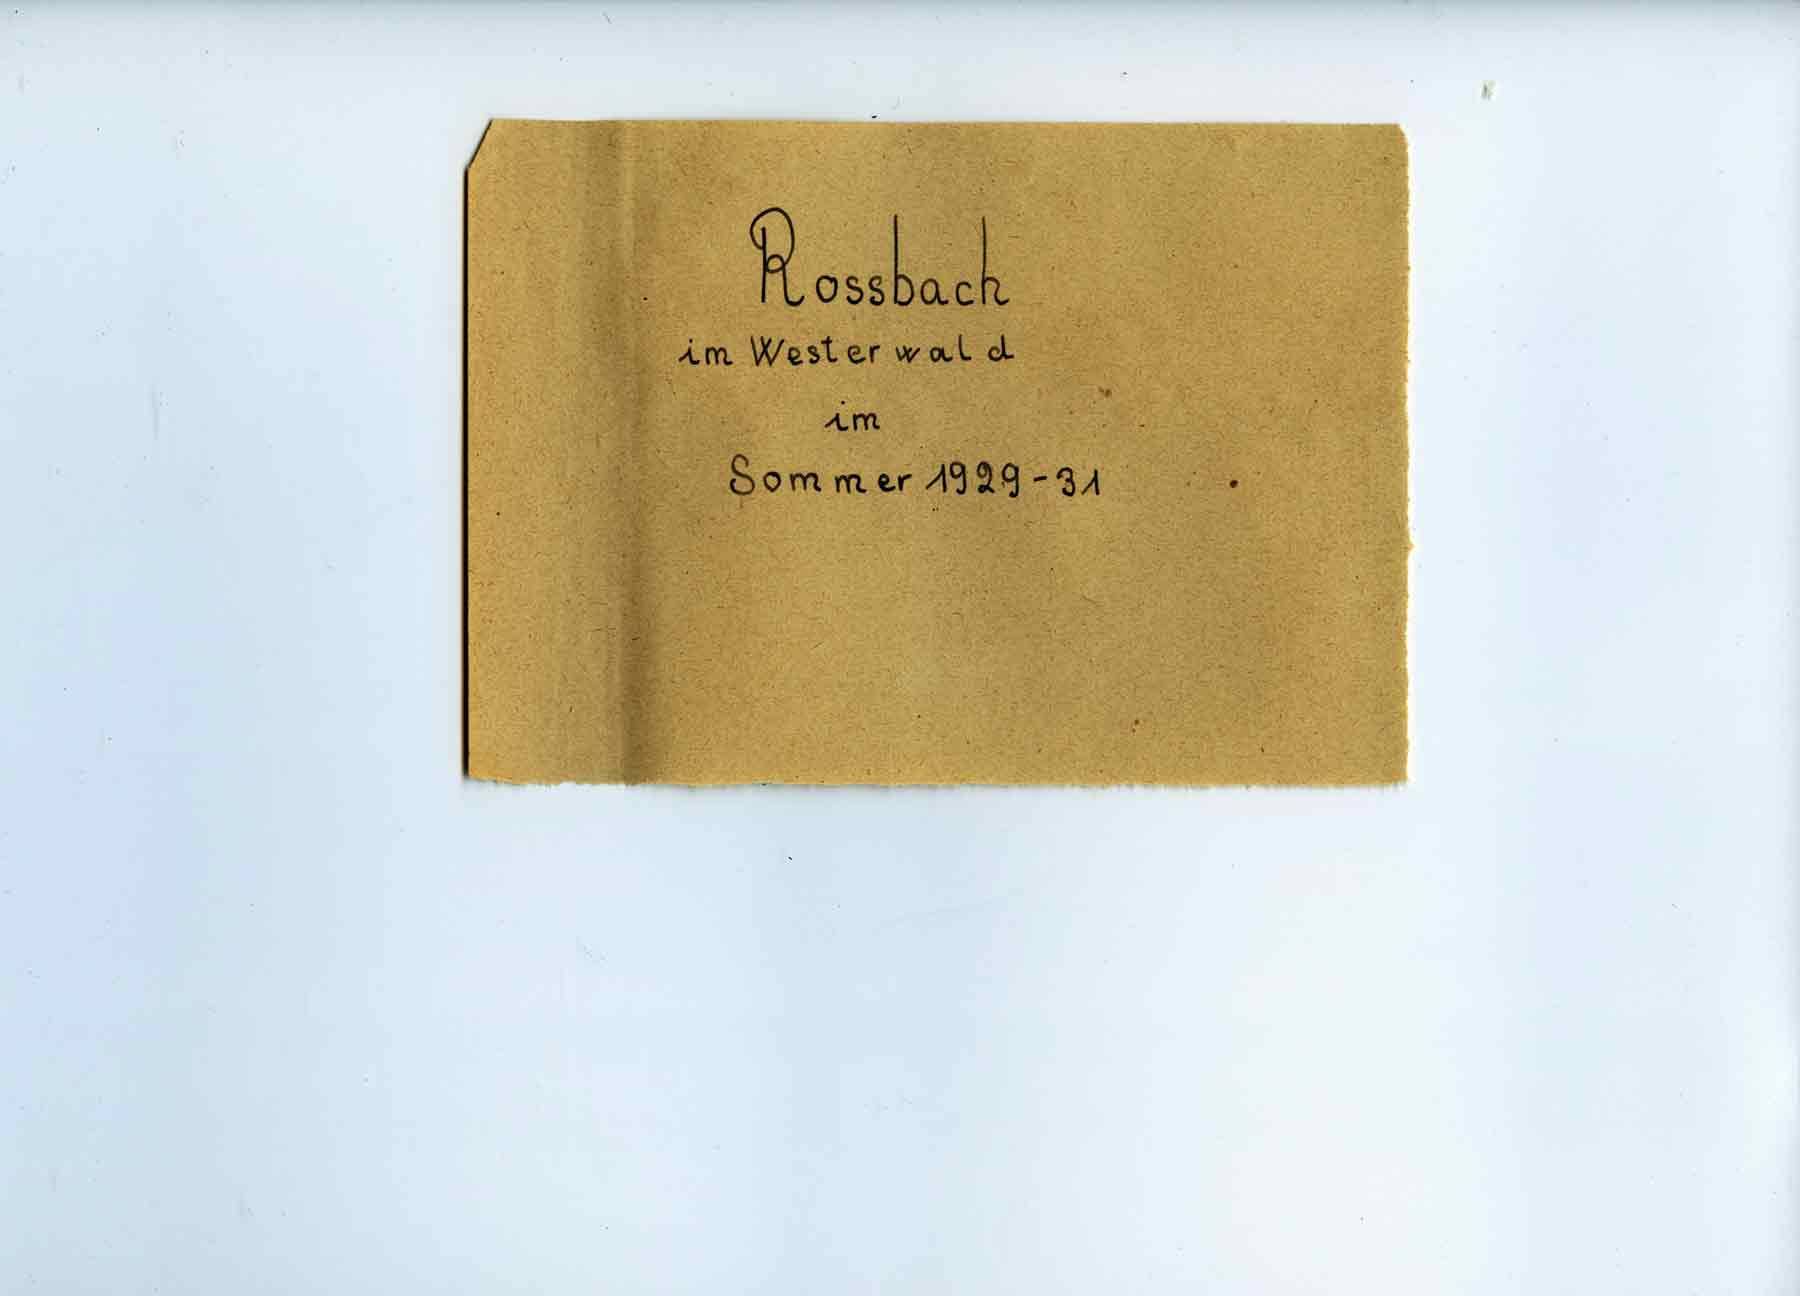 Rossbach
im Westerwald
im
Sommer 1929-31